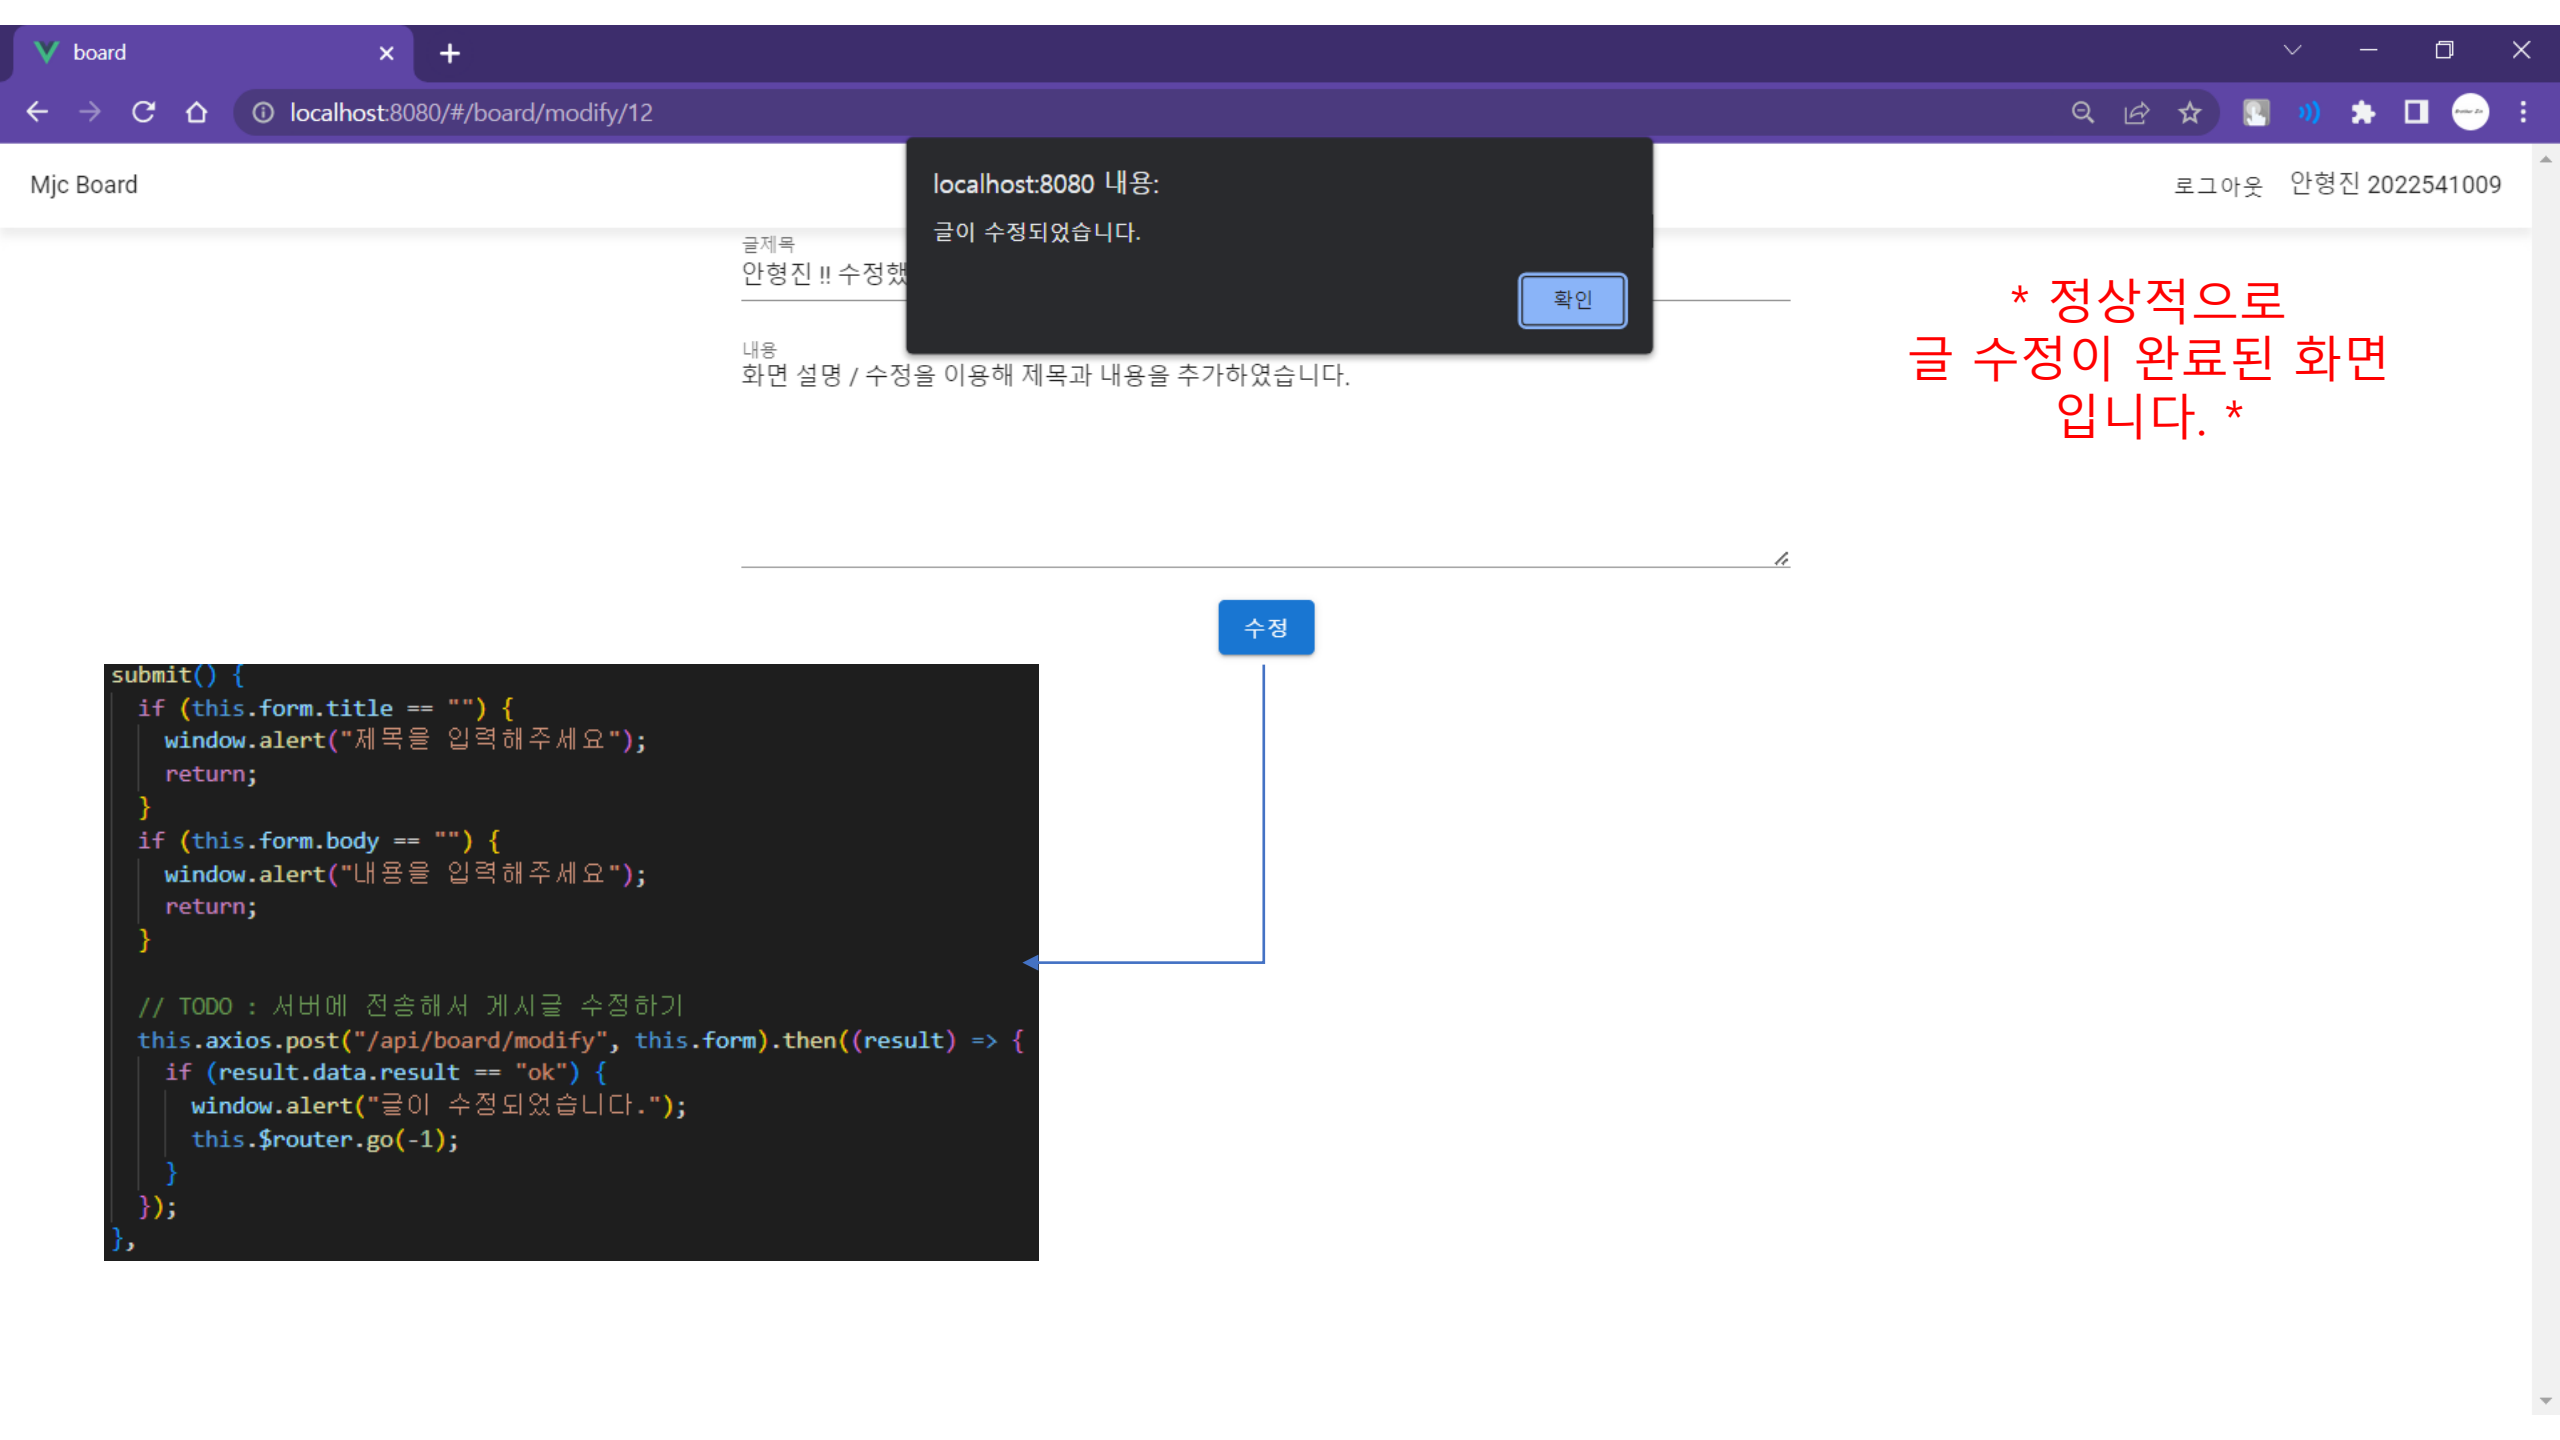 board
localhost:8080/#/board/modify/12
Mjc Board
로그아웃 안형진 2022541009
localhost:8080 내용:
글이 수정되었습니다.
확인
글제목
안형진 !! 수정했
내용
화면 설명 / 수정을 이용해 제목과 내용을 추가하였습니다.
수정
* 정상적으로
글 수정이 완료된 화면
입니다. *
submit() {
if (this.form.title == "") {
window.alert("제목을 입력해주세요");
return;
}
if (this.form.body == "") {
window.alert("내용을 입력해주세요");
return;
}
// TODO : 서버에 전송해서 게시글 수정하기
this.axios.post("/api/board/modify", this.form).then((result) => {
if (result.data.result == "ok") {
window.alert("글이 수정되었습니다.");
this.$router.go(-1);
}
});
},